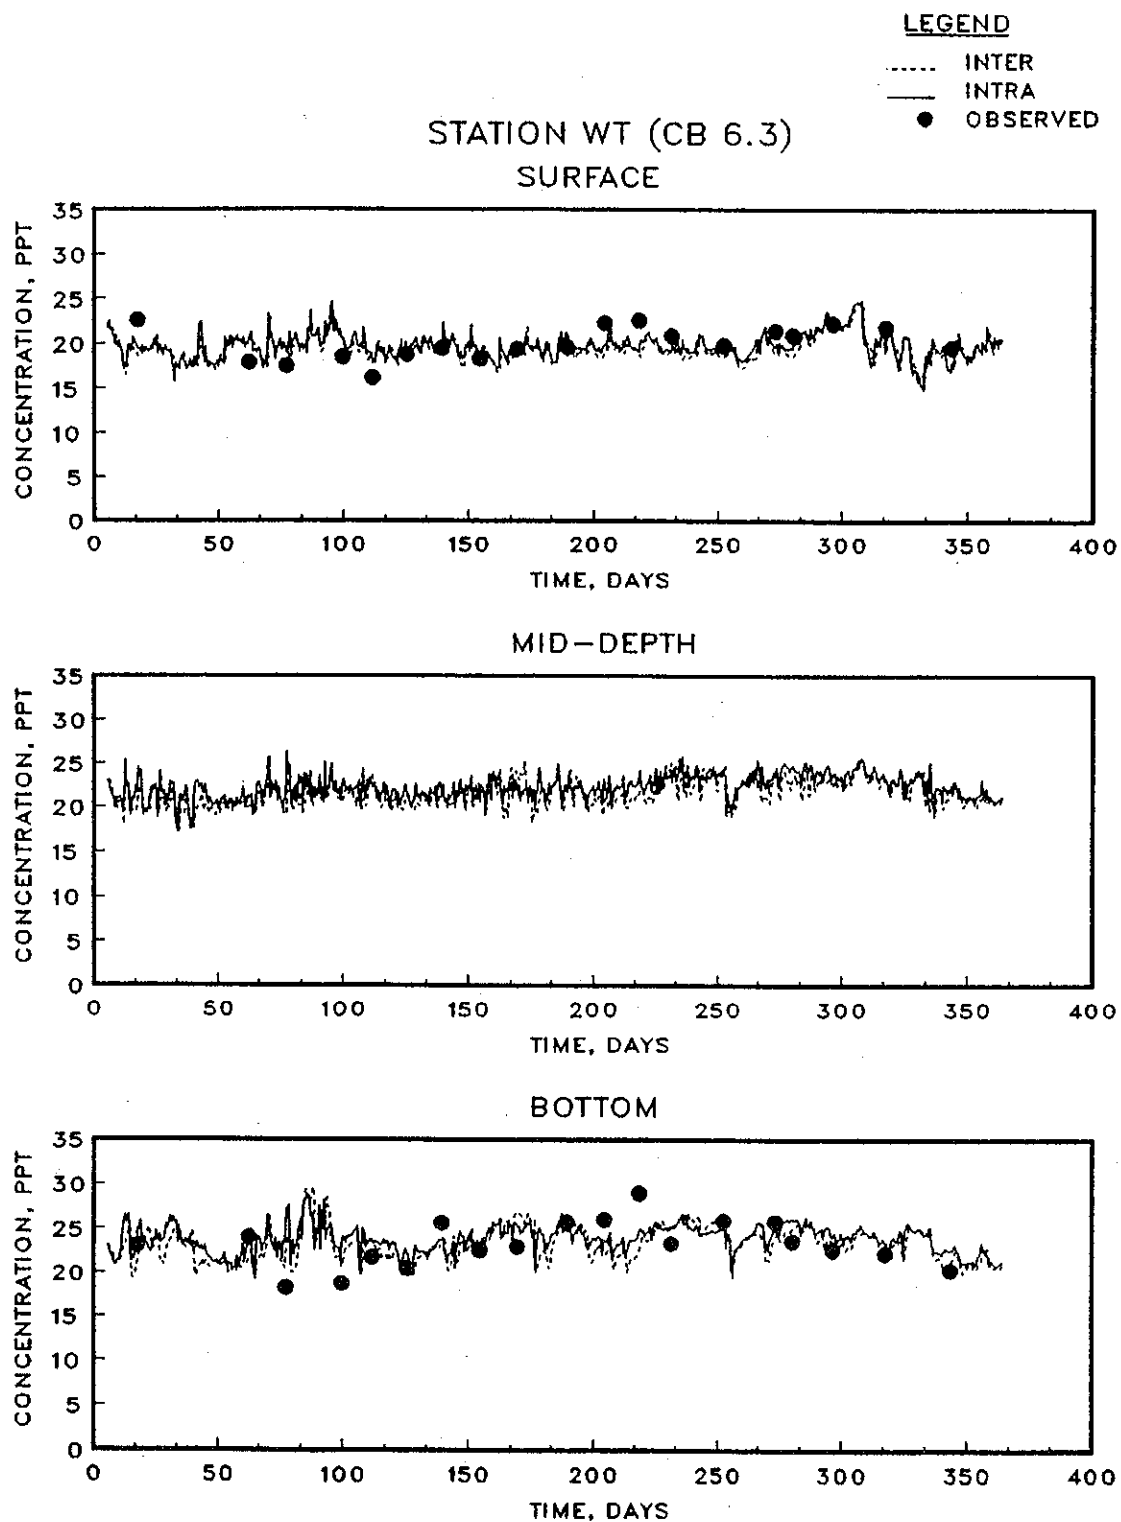 LEGEND
INTER
INTRA
OBSERVED
STATION WT (CB 6.3)
SURFACE
CONCENTRATION, PPT
35
30
25
20
15
10
5
0
0 50 100 150 200 250 300 350 400
TIME, DAYS
MID-DEPTH
CONCENTRATION, PPT
35
30
25
20
15
10
5
0
0 50 100 150 200 250 300 350 400
TIME, DAYS
BOTTOM
CONCENTRATION, PPT
35
30
25
20
15
10
5
0
0 50 100 150 200 250 300 350 400
TIME, DAYS